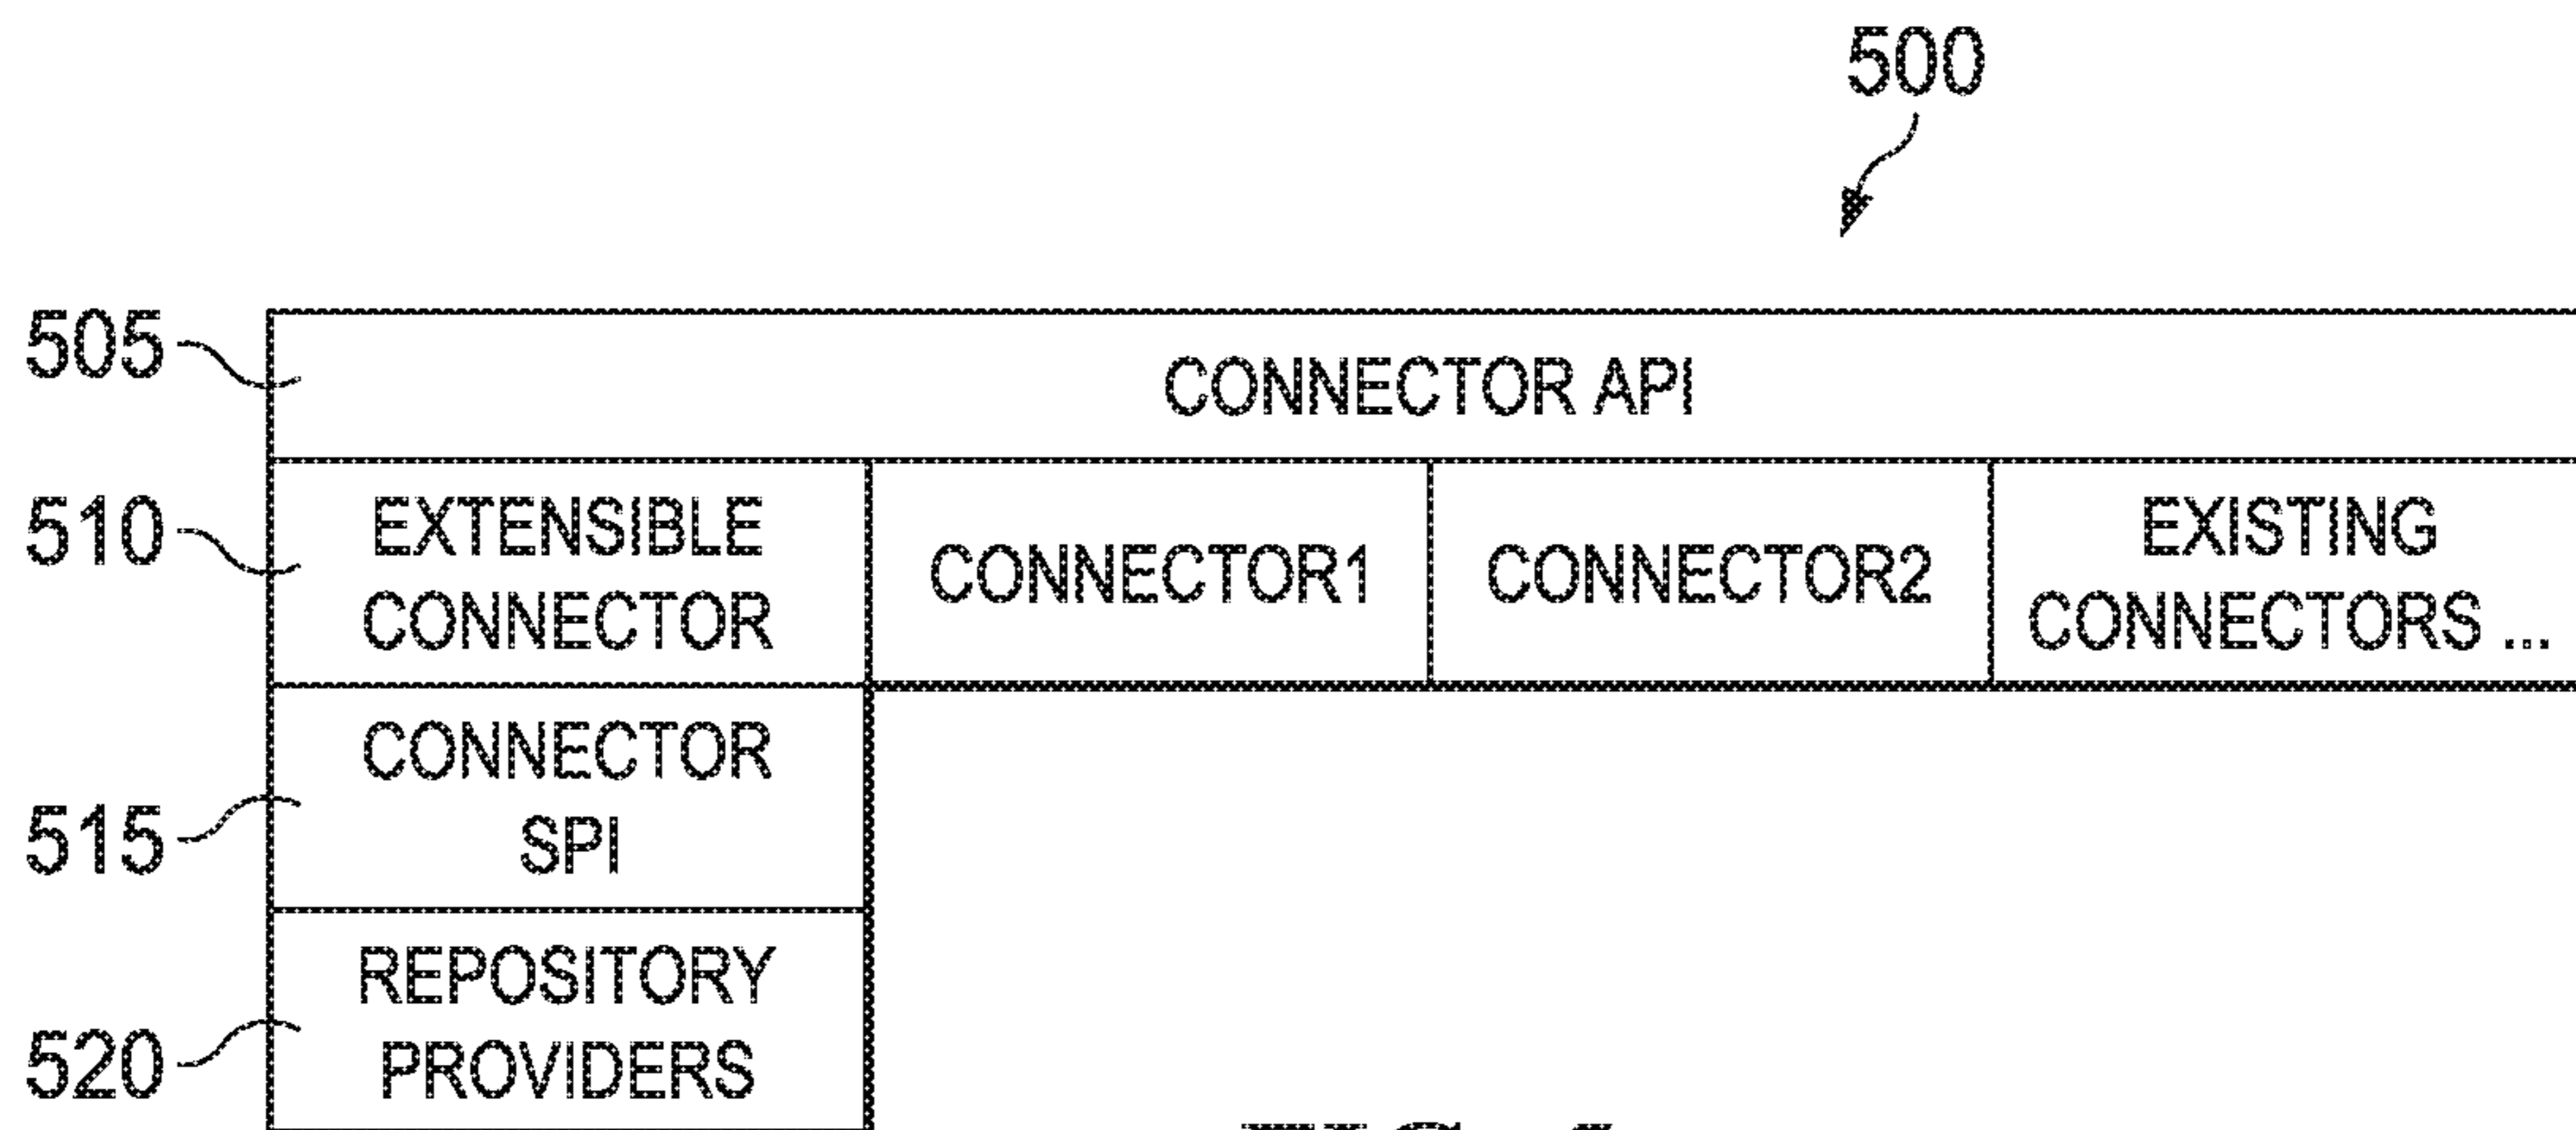 500
505
CONNECTOR API
510
EXTENSIBLE
CONNECTOR
CONNECTOR1
CONNECTOR2
EXISTING
CONNECTORS ...
515
CONNECTOR
SPI
520
REPOSITORY
PROVIDERS